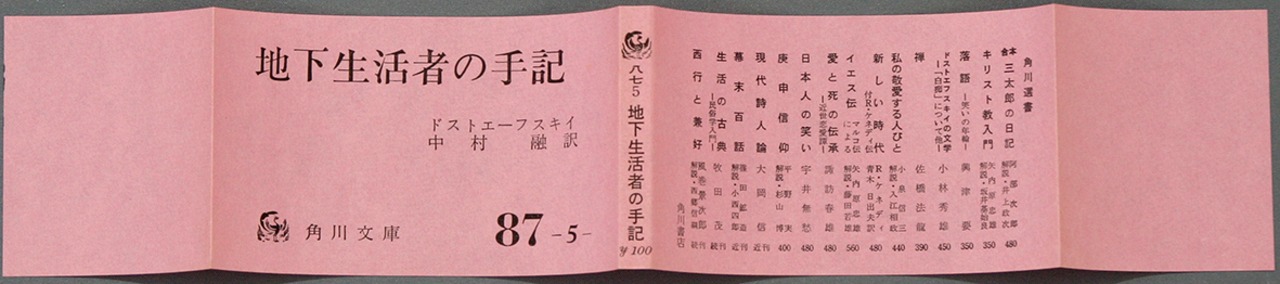 地下生活者の手記
ドストエーフスキイ
中村 融 訳
角川文庫
87 -5-
八七5 地下生活者の手記
¥100
角川選書
合本 三太郎の日記 阿部次郎 解説・井上政次 480
キリスト教入門 矢内原忠雄 解説・坂井基始良 350
落語 ―笑いの年輪― 興津要 350
ドストエフスキイの文学 ―「白痴」について他― 小林秀雄 450
禅 佐橋法龍 390
私の敬愛する人びと 小泉信三 解説・入江相政 440
新しい時代 付R・ケネディ伝 R・ケネディ 青木日出夫訳 480
イエス伝 マルコ伝による 矢内原忠雄 解説・藤田若雄 560
愛と死の伝承 ―近世恋愛譚― 諏訪春雄 480
日本人の笑い 宇井無愁 480
庚申信仰 平野実 解説・杉山博 400
現代詩人論 大岡信 近刊
幕末百話 篠田鉱造 解説・小西四郎 近刊
生活の古典 ―民俗学入門― 牧田茂 続刊
西行と兼好 風巻景次郎 解説・西郷信綱 続刊
角川書店